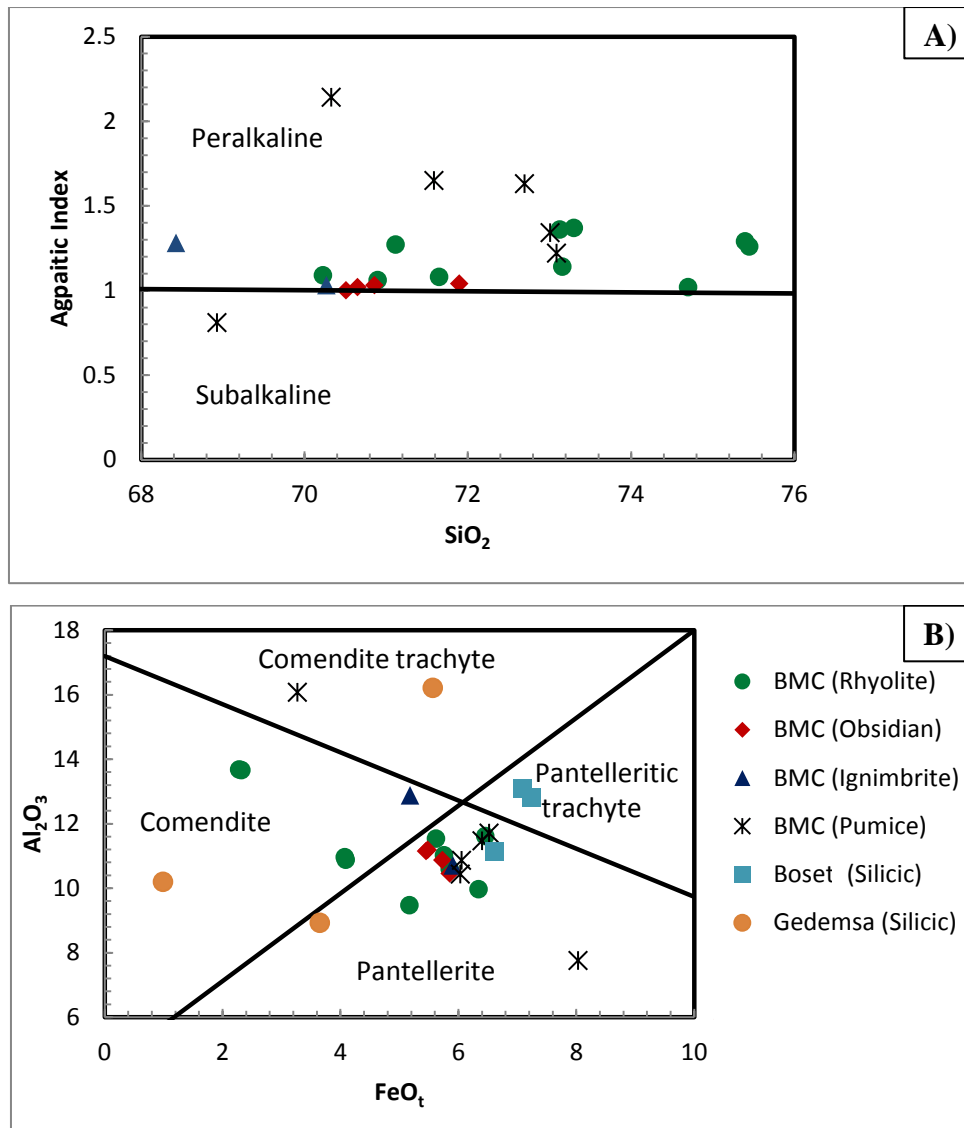 A)
2.5
2
1.5
1
0.5
0
Agpaitic Index
Peralkaline
Subalkaline
68 70 72 74 76
SiO₂
B)
18
16
14
12
10
8
6
Al₂O₃
Comendite trachyte
Pantelleritic
trachyte
Comendite
Pantellerite
0 2 4 6 8 10
FeOₜ
BMC (Rhyolite)
BMC (Obsidian)
BMC (Ignimbrite)
BMC (Pumice)
Boset (Silicic)
Gedemsa (Silicic)